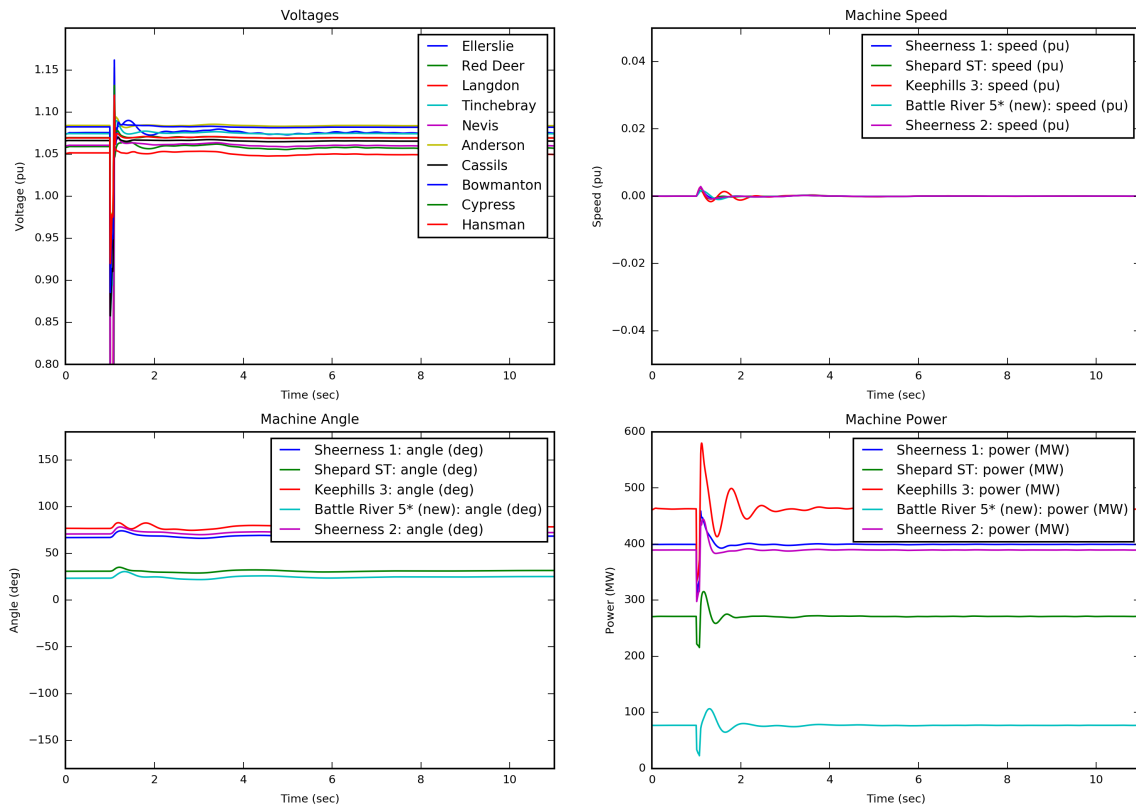 Voltages
1.15
1.10
1.05
1.00
0.95
0.90
0.85
0.80
Voltage (pu)
0 2 4 6 8 10
Time (sec)
Ellerslie
Red Deer
Langdon
Tinchebray
Nevis
Anderson
Cassils
Bowmanton
Cypress
Hansman
Machine Speed
0.04
0.02
0.00
−0.02
−0.04
Speed (pu)
0 2 4 6 8 10
Time (sec)
Sheerness 1: speed (pu)
Shepard ST: speed (pu)
Keephills 3: speed (pu)
Battle River 5* (new): speed (pu)
Sheerness 2: speed (pu)
Machine Angle
150
100
50
0
−50
−100
−150
Angle (deg)
0 2 4 6 8 10
Time (sec)
Sheerness 1: angle (deg)
Shepard ST: angle (deg)
Keephills 3: angle (deg)
Battle River 5* (new): angle (deg)
Sheerness 2: angle (deg)
Machine Power
600
500
400
300
200
100
0
Power (MW)
0 2 4 6 8 10
Time (sec)
Sheerness 1: power (MW)
Shepard ST: power (MW)
Keephills 3: power (MW)
Battle River 5* (new): power (MW)
Sheerness 2: power (MW)